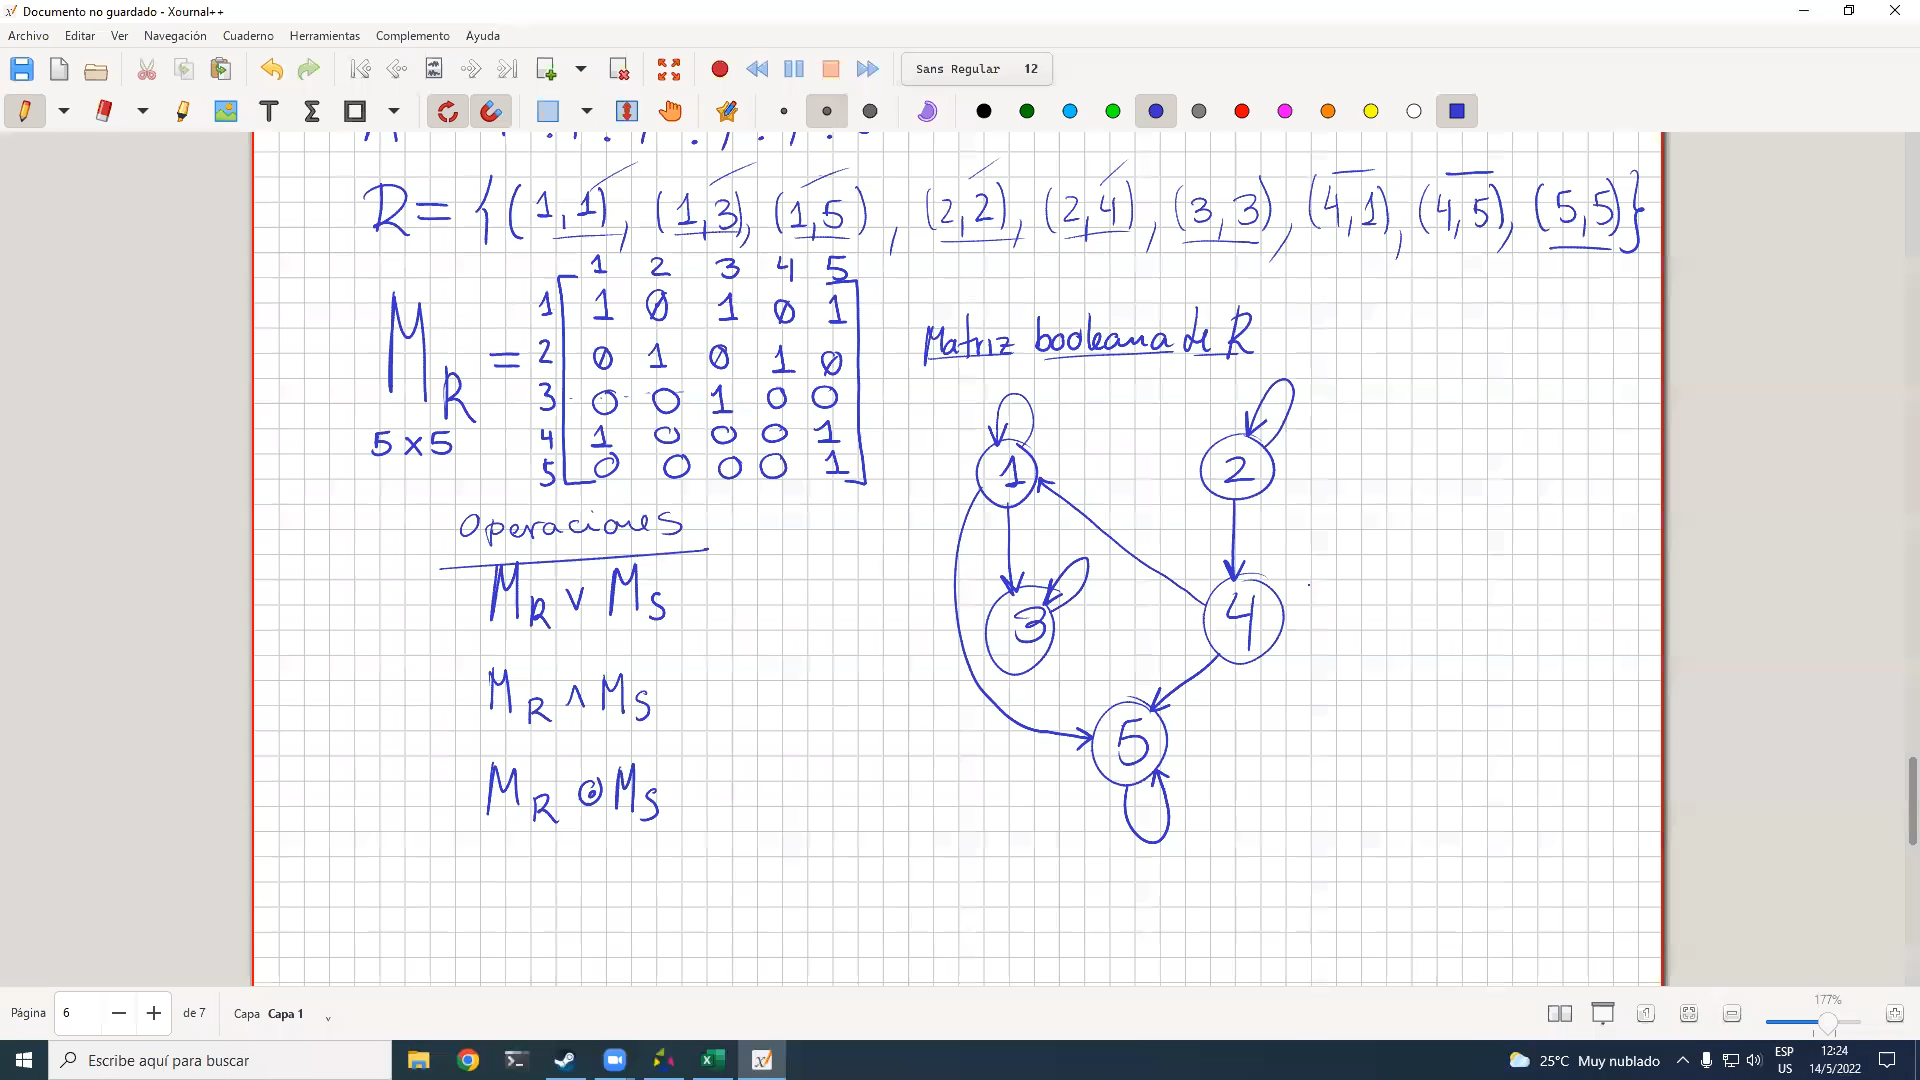 Documento no guardado - Xournal++
Archivo Editar Ver Navegación Cuaderno Herramientas Complemento Ayuda
Sans Regular 12
R = {(1,1), (1,3), (1,5), (2,2), (2,4), (3,3), (4,1), (4,5), (5,5)}
1 2 3 4 5
1 1 0 1 0 1
M_R = 2 0 1 0 1 0
3 0 0 1 0 0
5 x 5 4 1 0 0 0 1
5 0 0 0 0 1
Matriz booleana de R
1 2
3 4
5
Operaciones
M_R ∨ M_S
M_R ∧ M_S
M_R ⊙ M_S
Página 6 de 7 Capa Capa 1
177%
Escribe aquí para buscar
25°C Muy nublado
ESP
US
12:24
14/5/2022